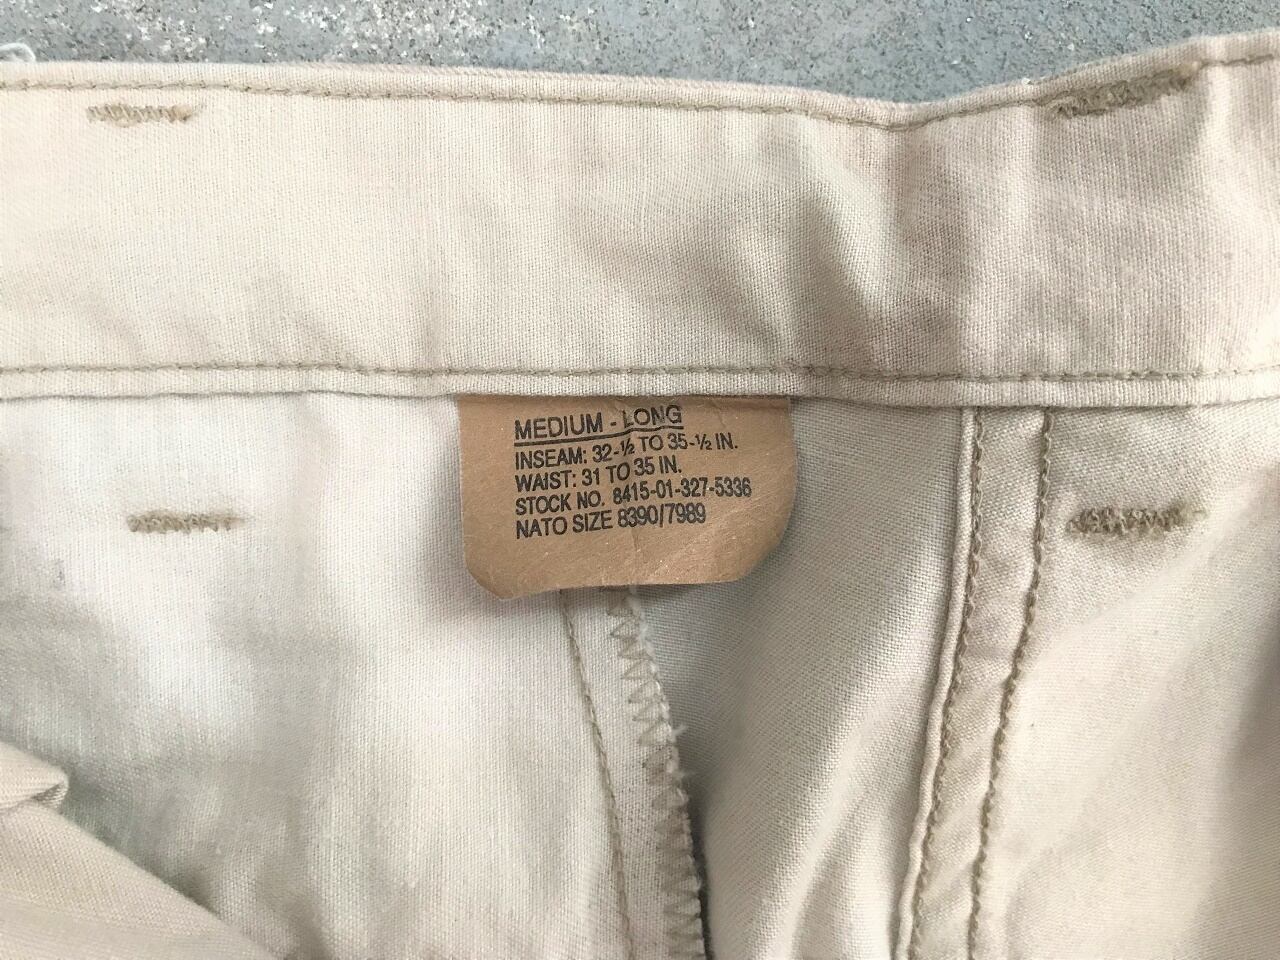 MEDIUM - LONG
INSEAM: 32-½ TO 35-½ IN.
WAIST: 31 TO 35 IN.
STOCK NO. 8415-01-327-5336
NATO SIZE 8390/7989